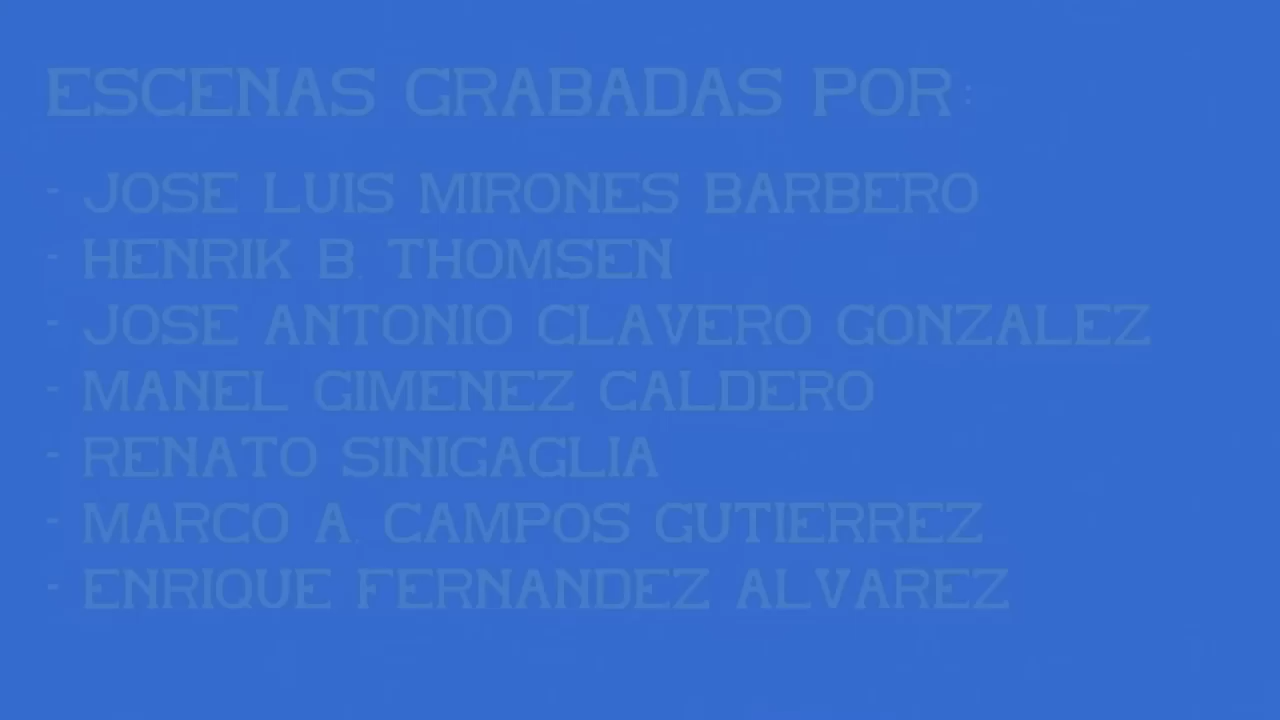 ESCENAS GRABADAS POR:
- JOSE LUIS MIRONES BARBERO
- HENRIK B. THOMSEN
- JOSE ANTONIO CLAVERO GONZALEZ
- MANEL GIMENEZ CALDERO
- RENATO SINIGAGLIA
- MARCO A. CAMPOS GUTIERREZ
- ENRIQUE FERNANDEZ ALVAREZ